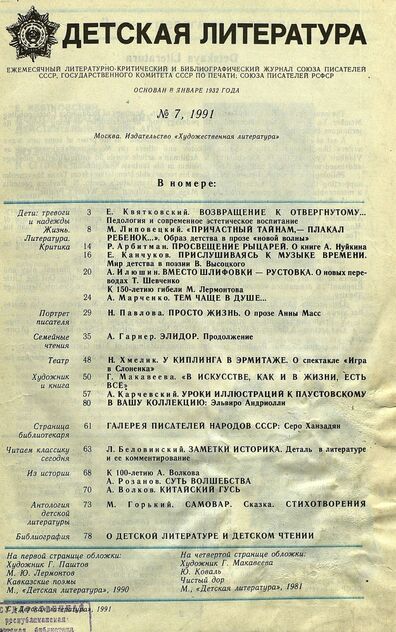 ДЕТСКАЯ ЛИТЕРАТУРА
ЕЖЕМЕСЯЧНЫЙ ЛИТЕРАТУРНО-КРИТИЧЕСКИЙ И БИБЛИОГРАФИЧЕСКИЙ ЖУРНАЛ СОЮЗА ПИСАТЕЛЕЙ
СССР, ГОСУДАРСТВЕННОГО КОМИТЕТА СССР ПО ПЕЧАТИ; СОЮЗА ПИСАТЕЛЕЙ РСФСР
ОСНОВАН В ЯНВАРЕ 1932 ГОДА
№ 7, 1991
Москва. Издательство «Художественная литература»
В номере:
Дети: тревоги 3 Е. Квятковский. ВОЗВРАЩЕНИЕ К ОТВЕРГНУТОМУ...
и надежды Педология и современное эстетическое воспитание
Жизнь. 8 М. Липовецкий. «ПРИЧАСТНЫЙ ТАЙНАМ,— ПЛАКАЛ
Литература. РЕБЕНОК...». Образ детства в прозе «новой волны»
Критика 14 Р. Арбитман. ПРОСВЕЩЕНИЕ РЫЦАРЕЙ. О книге А. Нуйкина
16 Е. Канчуков. ПРИСЛУШИВАЯСЬ К МУЗЫКЕ ВРЕМЕНИ.
Мир детства в поэзии В. Высоцкого
20 А. Илюшин. ВМЕСТО ШЛИФОВКИ — РУСТОВКА. О новых пере-
водах Т. Шевченко
К 150-летию гибели М. Лермонтова
24 А. Марченко. ТЕМ ЧАЩЕ В ДУШЕ...
Портрет 29 Н. Павлова. ПРОСТО ЖИЗНЬ. О прозе Анны Масс
писателя
Семейные 35 А. Гарнер. ЭЛИДОР. Продолжение
чтения
Театр 48 Н. Хмелик. У КИПЛИНГА В ЭРМИТАЖЕ. О спектакле «Игра
в Слоненка»
Художник 50 Г. Макавеева. «В ИСКУССТВЕ, КАК И В ЖИЗНИ, ЕСТЬ
и книга ВСЕ»
57 А. Карчевский. УРОКИ ИЛЛЮСТРАЦИЙ К ПАУСТОВСКОМУ
80 В ВАШУ КОЛЛЕКЦИЮ: Эльвиро Андриолли
Страница 61 ГАЛЕРЕЯ ПИСАТЕЛЕЙ НАРОДОВ СССР: Серо Ханзадян
библиотекаря
Читаем классику 63 Л. Беловинский. ЗАМЕТКИ ИСТОРИКА. Деталь в литературе
сегодня и ее комментирование
Из истории 68 К 100-летию А. Волкова
А. Розанов. СУТЬ ВОЛШЕБСТВА
70 А. Волков. КИТАЙСКИЙ ГУСЬ
Антология 73 М. Горький. САМОВАР. Сказка. СТИХОТВОРЕНИЯ
детской
литературы
Библиография 78 О ДЕТСКОЙ ЛИТЕРАТУРЕ И ДЕТСКОМ ЧТЕНИИ
На первой странице обложки:
Художник Г. Паштов
М. Ю. Лермонтов
Кавказские поэмы
М., «Детская литература», 1990
На четвертой странице обложки:
Художник Г. Макавеева
Ю. Коваль
Чистый дор
М., «Детская литература», 1981
литература», 1991
республиканская